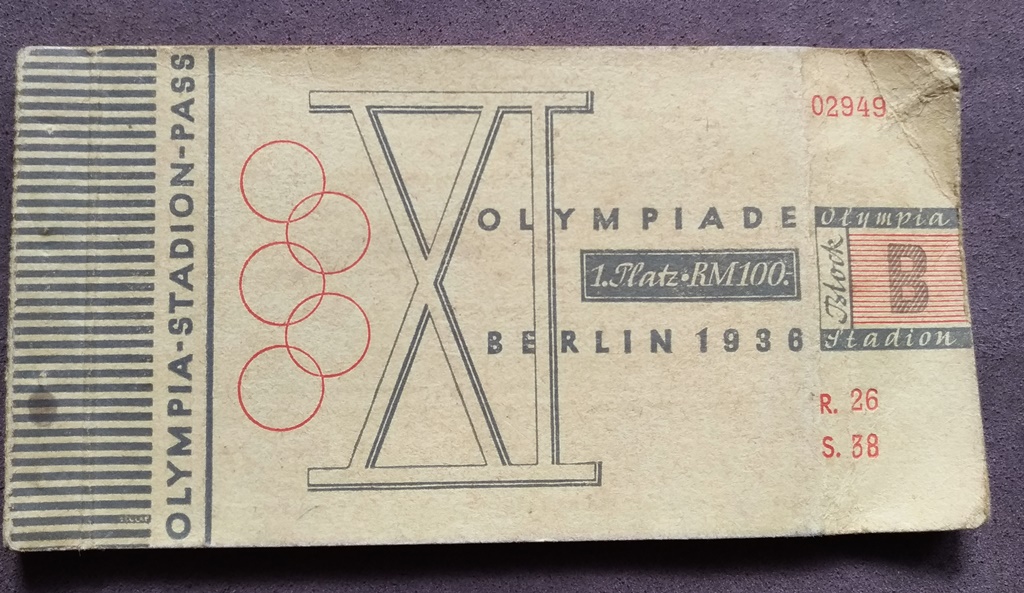 OLYMPIA-STADION-PASS
XI
OLYMPIADE
1. Platz • RM 100.-
BERLIN 1936
02949
Olympia
Block
B
Stadion
R. 26
S. 38